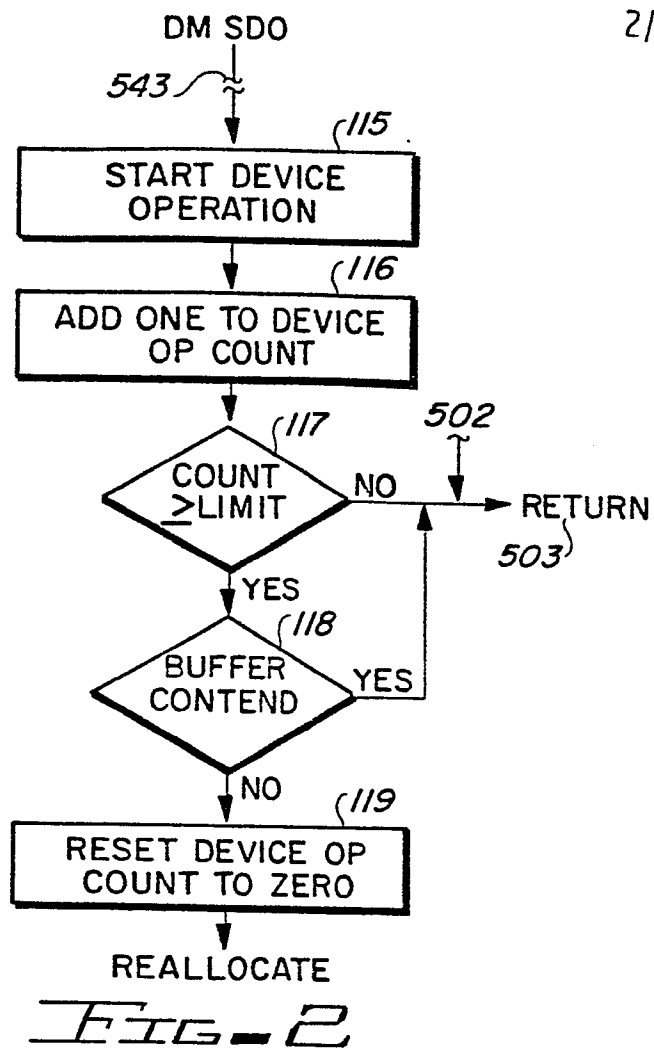 DM SDO
21
543
115
START DEVICE
OPERATION
116
ADD ONE TO DEVICE
OP COUNT
117
502
COUNT
≥LIMIT
NO
RETURN
503
YES
118
BUFFER
CONTEND
YES
NO
119
RESET DEVICE OP
COUNT TO ZERO
REALLOCATE
FIG-2